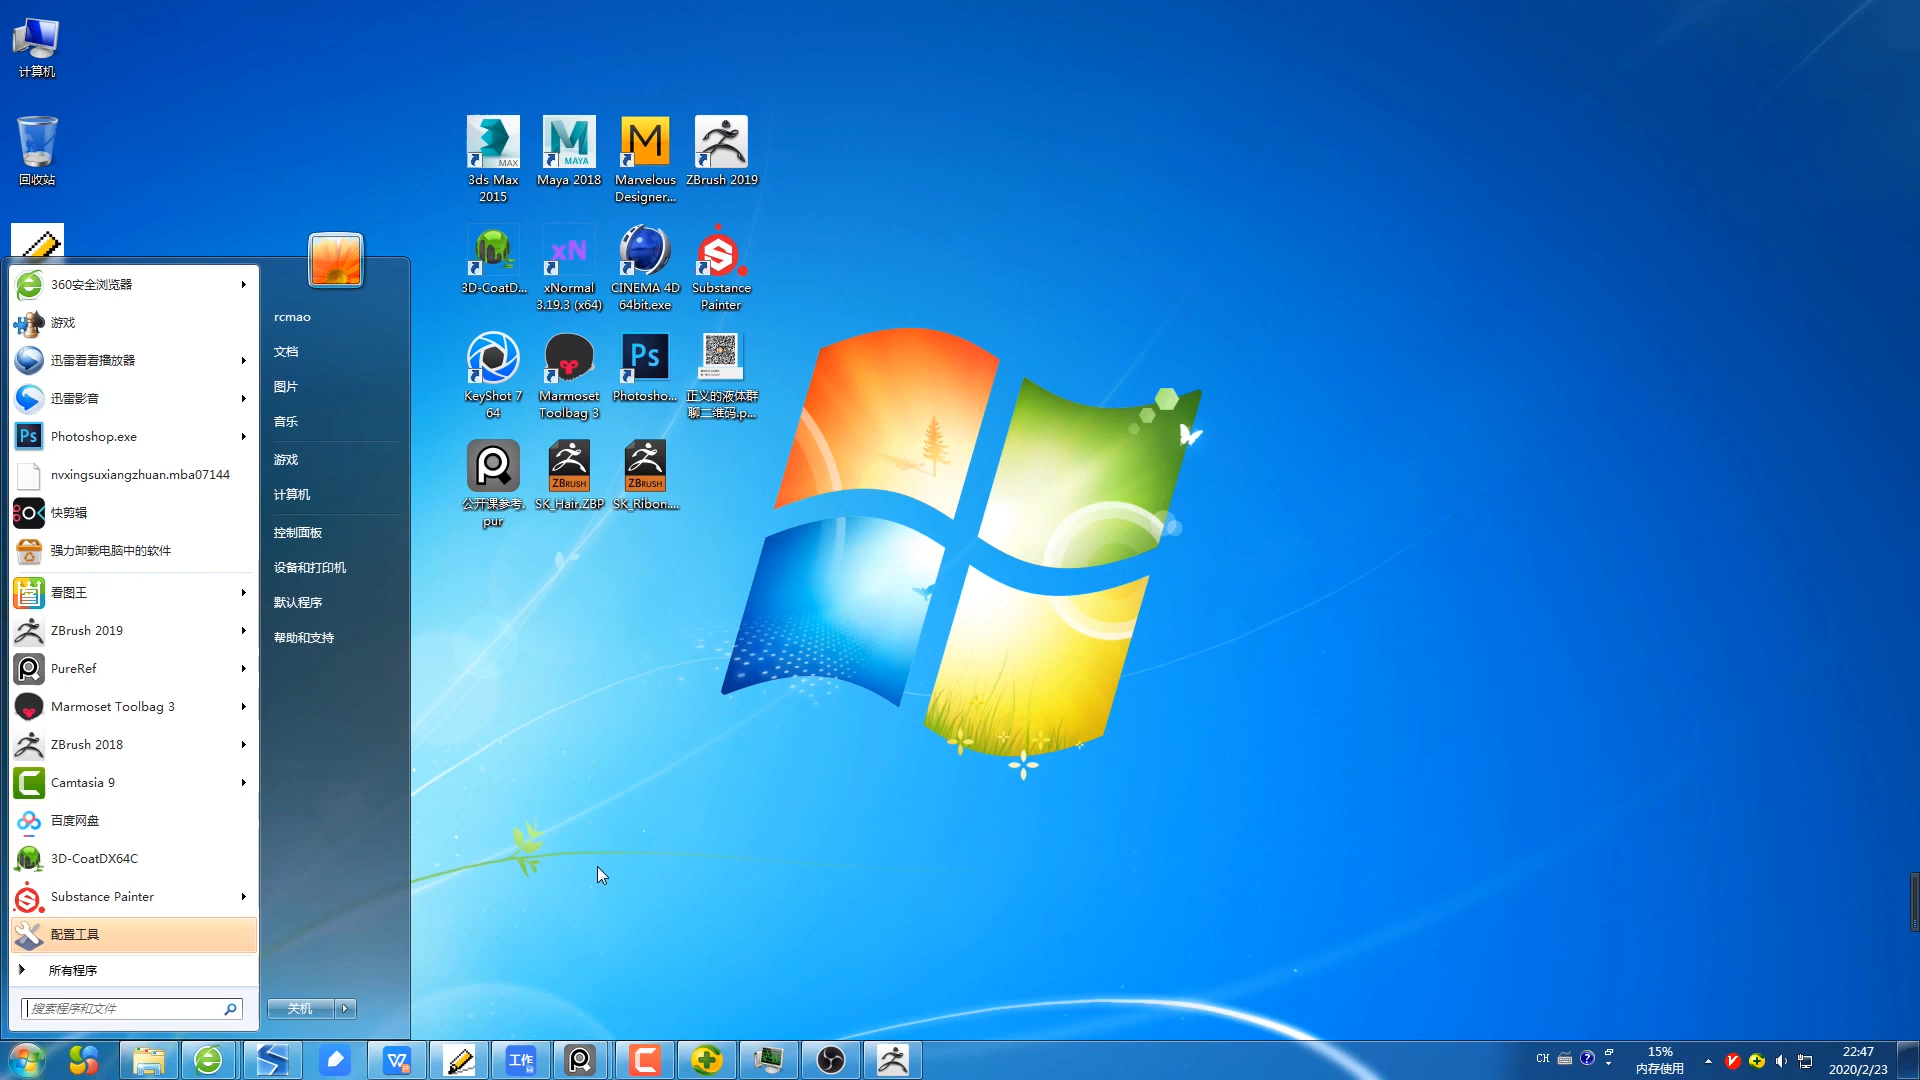 计算机
回收站
MAX
3ds Max
2015
MAYA
Maya 2018
M
Marvelous
Designer...
ZBrush 2019
3D-CoatD...
xN
xNormal
3.19.3 (x64)
CINEMA 4D
64bit.exe
Substance
Painter
KeyShot 7
64
Marmoset
Toolbag 3
Ps
Photosho...
正义的液体群
聊二维码.p...
公开课参考.
pur
ZBRUSH
SK_Hair.ZBP
ZBRUSH
SK_Ribon....
360安全浏览器
游戏
迅雷看看播放器
迅雷影音
Ps
Photoshop.exe
nvxingsuxiangzhuan.mba07144
快剪辑
强力卸载电脑中的软件
看图王
ZBrush 2019
PureRef
Marmoset Toolbag 3
ZBrush 2018
Camtasia 9
百度网盘
3D-CoatDX64C
Substance Painter
配置工具
所有程序
搜索程序和文件
rcmao
文档
图片
音乐
游戏
计算机
控制面板
设备和打印机
默认程序
帮助和支持
关机
工作
CH
15%
内存使用
22:47
2020/2/23